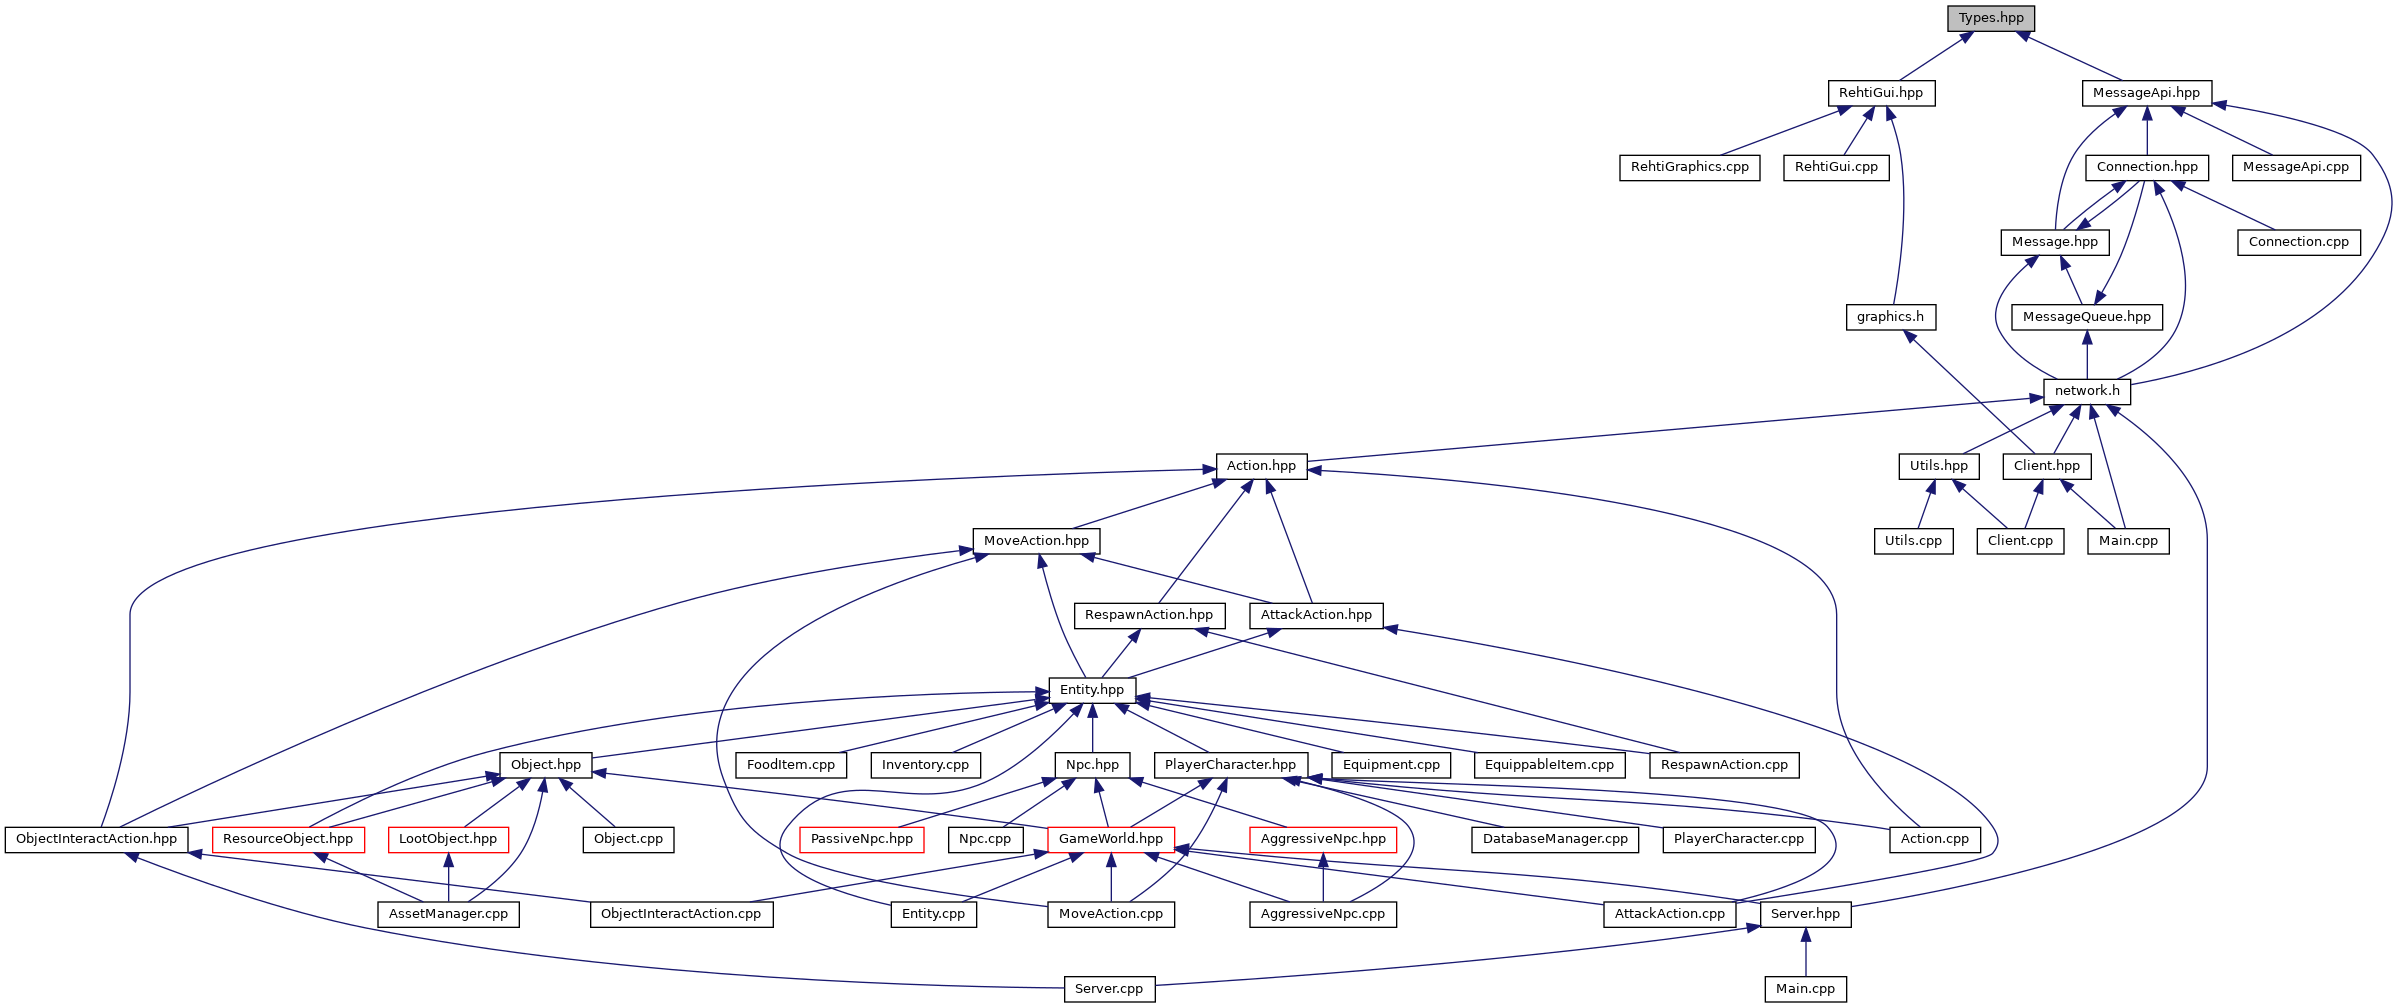 Types.hpp
RehtiGui.hpp
MessageApi.hpp
RehtiGraphics.cpp
RehtiGui.cpp
Connection.hpp
MessageApi.cpp
Message.hpp
Connection.cpp
graphics.h
MessageQueue.hpp
network.h
Action.hpp
Utils.hpp
Client.hpp
MoveAction.hpp
Utils.cpp
Client.cpp
Main.cpp
RespawnAction.hpp
AttackAction.hpp
Entity.hpp
Object.hpp
FoodItem.cpp
Inventory.cpp
Npc.hpp
PlayerCharacter.hpp
Equipment.cpp
EquippableItem.cpp
RespawnAction.cpp
ObjectInteractAction.hpp
ResourceObject.hpp
LootObject.hpp
Object.cpp
PassiveNpc.hpp
Npc.cpp
GameWorld.hpp
AggressiveNpc.hpp
DatabaseManager.cpp
PlayerCharacter.cpp
Action.cpp
AssetManager.cpp
ObjectInteractAction.cpp
Entity.cpp
MoveAction.cpp
AggressiveNpc.cpp
AttackAction.cpp
Server.hpp
Server.cpp
Main.cpp